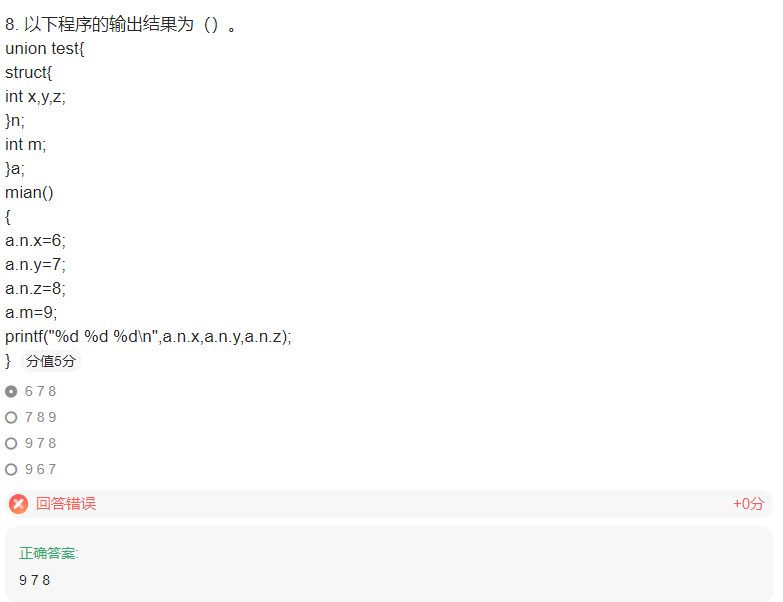 8. 以下程序的输出结果为（）。
union test{
struct{
int x,y,z;
}n;
int m;
}a;
mian()
{
a.n.x=6;
a.n.y=7;
a.n.z=8;
a.m=9;
printf("%d %d %d\n",a.n.x,a.n.y,a.n.z);
} 分值5分
6 7 8
7 8 9
9 7 8
9 6 7
回答错误 +0分
正确答案:
9 7 8